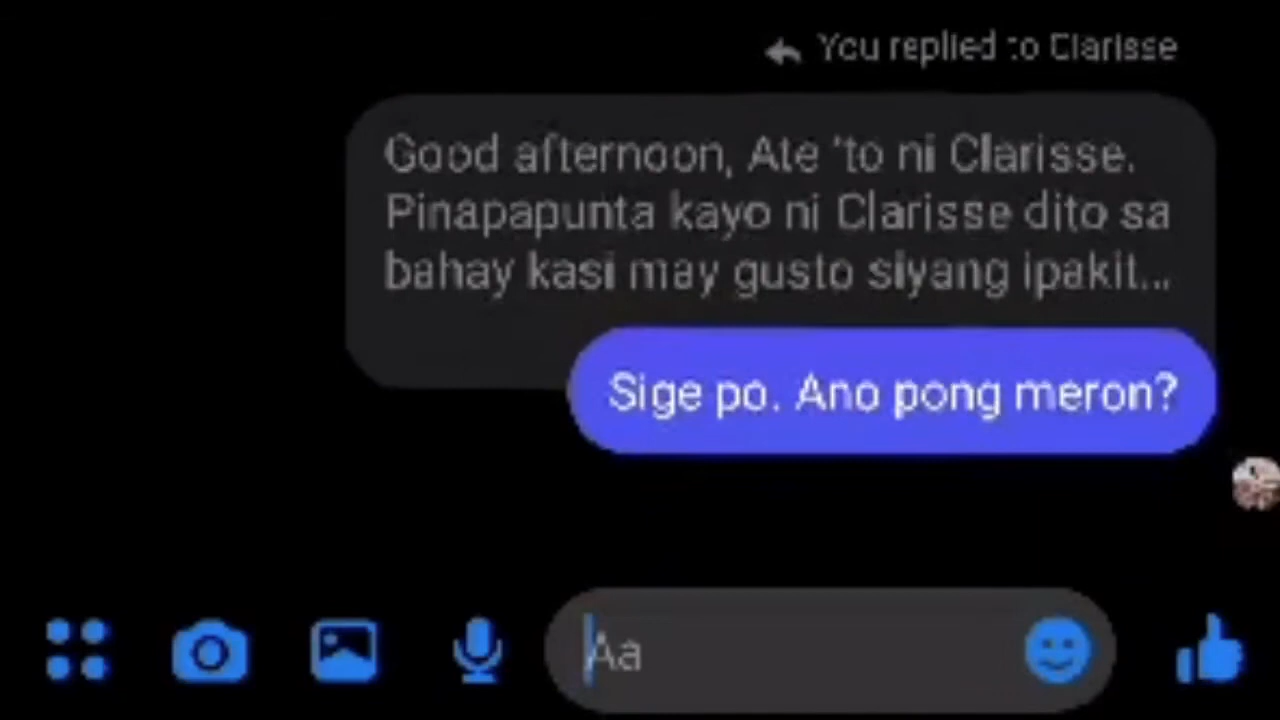 You replied to Clarisse
Good afternoon, Ate 'to ni Clarisse.
Pinapapunta kayo ni Clarisse dito sa
bahay kasi may gusto siyang ipakit...
Sige po. Ano pong meron?
Aa